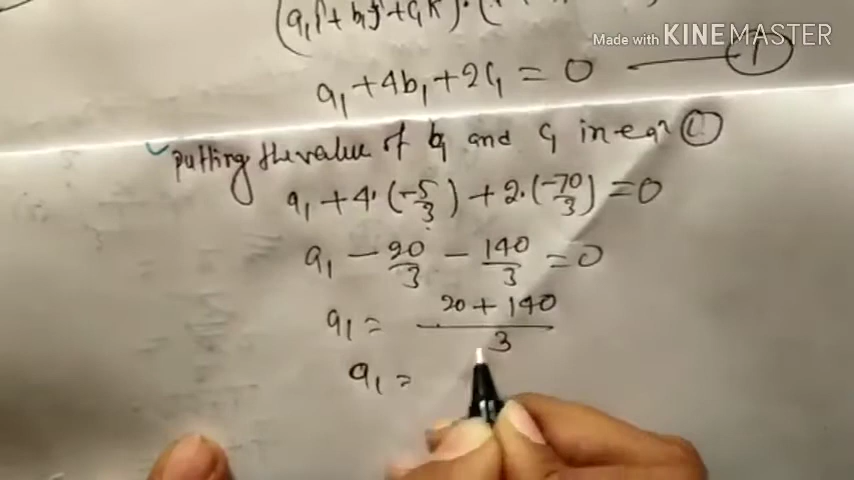 (a₁î + b₁ĵ + c₁k̂)·(
Made with KINEMASTER
a₁ + 4b₁ + 2c₁ = 0 — ①
Putting the value of b₁ and c₁ in eqn ①
a₁ + 4·(-5/3) + 2·(-70/3) = 0
a₁ - 20/3 - 140/3 = 0
a₁ = 20 + 140 / 3
a₁ =